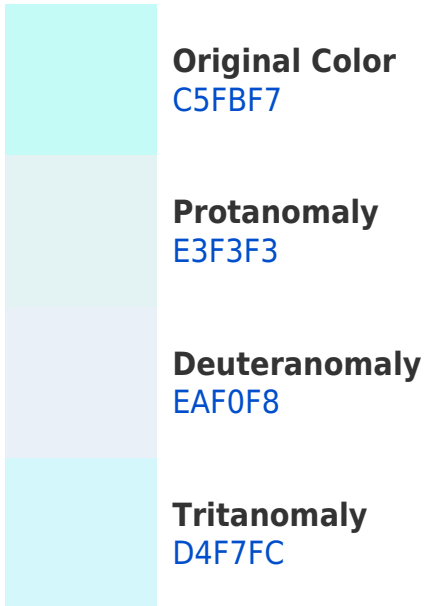 Original Color
C5FBF7
Protanomaly
E3F3F3
Deuteranomaly
EAF0F8
Tritanomaly
D4F7FC